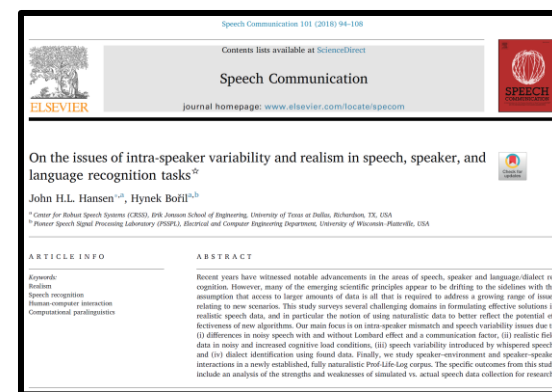 Speech Communication 101 (2018) 94–108
Contents lists available at ScienceDirect
Speech Communication
journal homepage: www.elsevier.com/locate/specom
ELSEVIER
SPEECH
COMMUNICATION
On the issues of intra-speaker variability and realism in speech, speaker, and
language recognition tasks☆
Check for
updates
John H.L. Hansen⁎,a, Hynek Bořila,b
a Center for Robust Speech Systems (CRSS), Erik Jonsson School of Engineering, University of Texas at Dallas, Richardson, TX, USA
b Pioneer Speech Signal Processing Laboratory (PSSPL), Electrical and Computer Engineering Department, University of Wisconsin–Platteville, USA
ARTICLE INFO
Keywords:
Realism
Speech recognition
Human-computer interaction
Computational paralinguistics
ABSTRACT
Recent years have witnessed notable advancements in the areas of speech, speaker and language/dialect re
cognition. However, many of the emerging scientific principles appear to be drifting to the sidelines with th
assumption that access to larger amounts of data is all that is required to address a growing range of issue
relating to new scenarios. This study surveys several challenging domains in formulating effective solutions i
realistic speech data, and in particular the notion of using naturalistic data to better reflect the potential ef
fectiveness of new algorithms. Our main focus is on intra-speaker mismatch and speech variability issues due t
(i) differences in noisy speech with and without Lombard effect and a communication factor, (ii) realistic fiel
data in noisy and increased cognitive load conditions, (iii) speech variability introduced by whispered speech
and (iv) dialect identification using found data. Finally, we study speaker–environment and speaker–speake
interactions in a newly established, fully naturalistic Prof-Life-Log corpus. The specific outcomes from this stud
include an analysis of the strengths and weaknesses of simulated vs. actual speech data collection for research